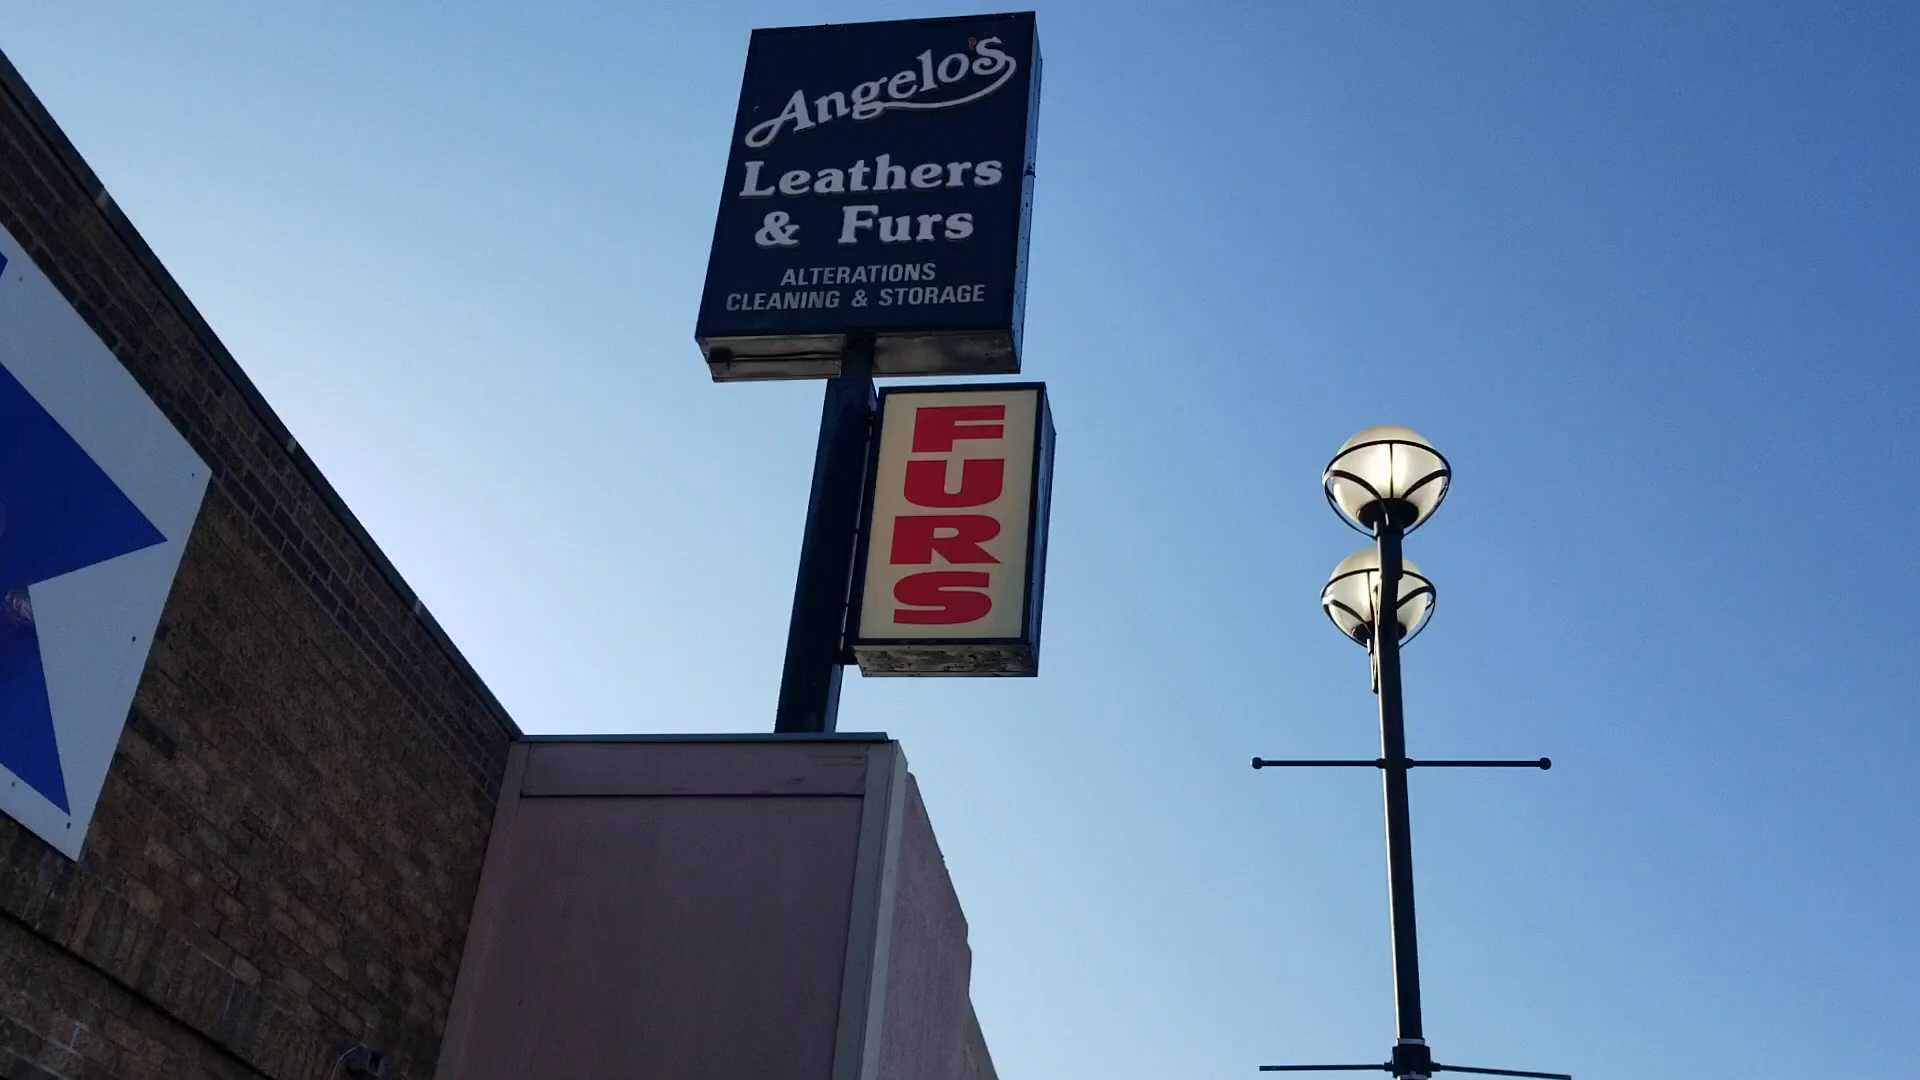 Angelo's
Leathers
& Furs
ALTERATIONS
CLEANING & STORAGE
FURS